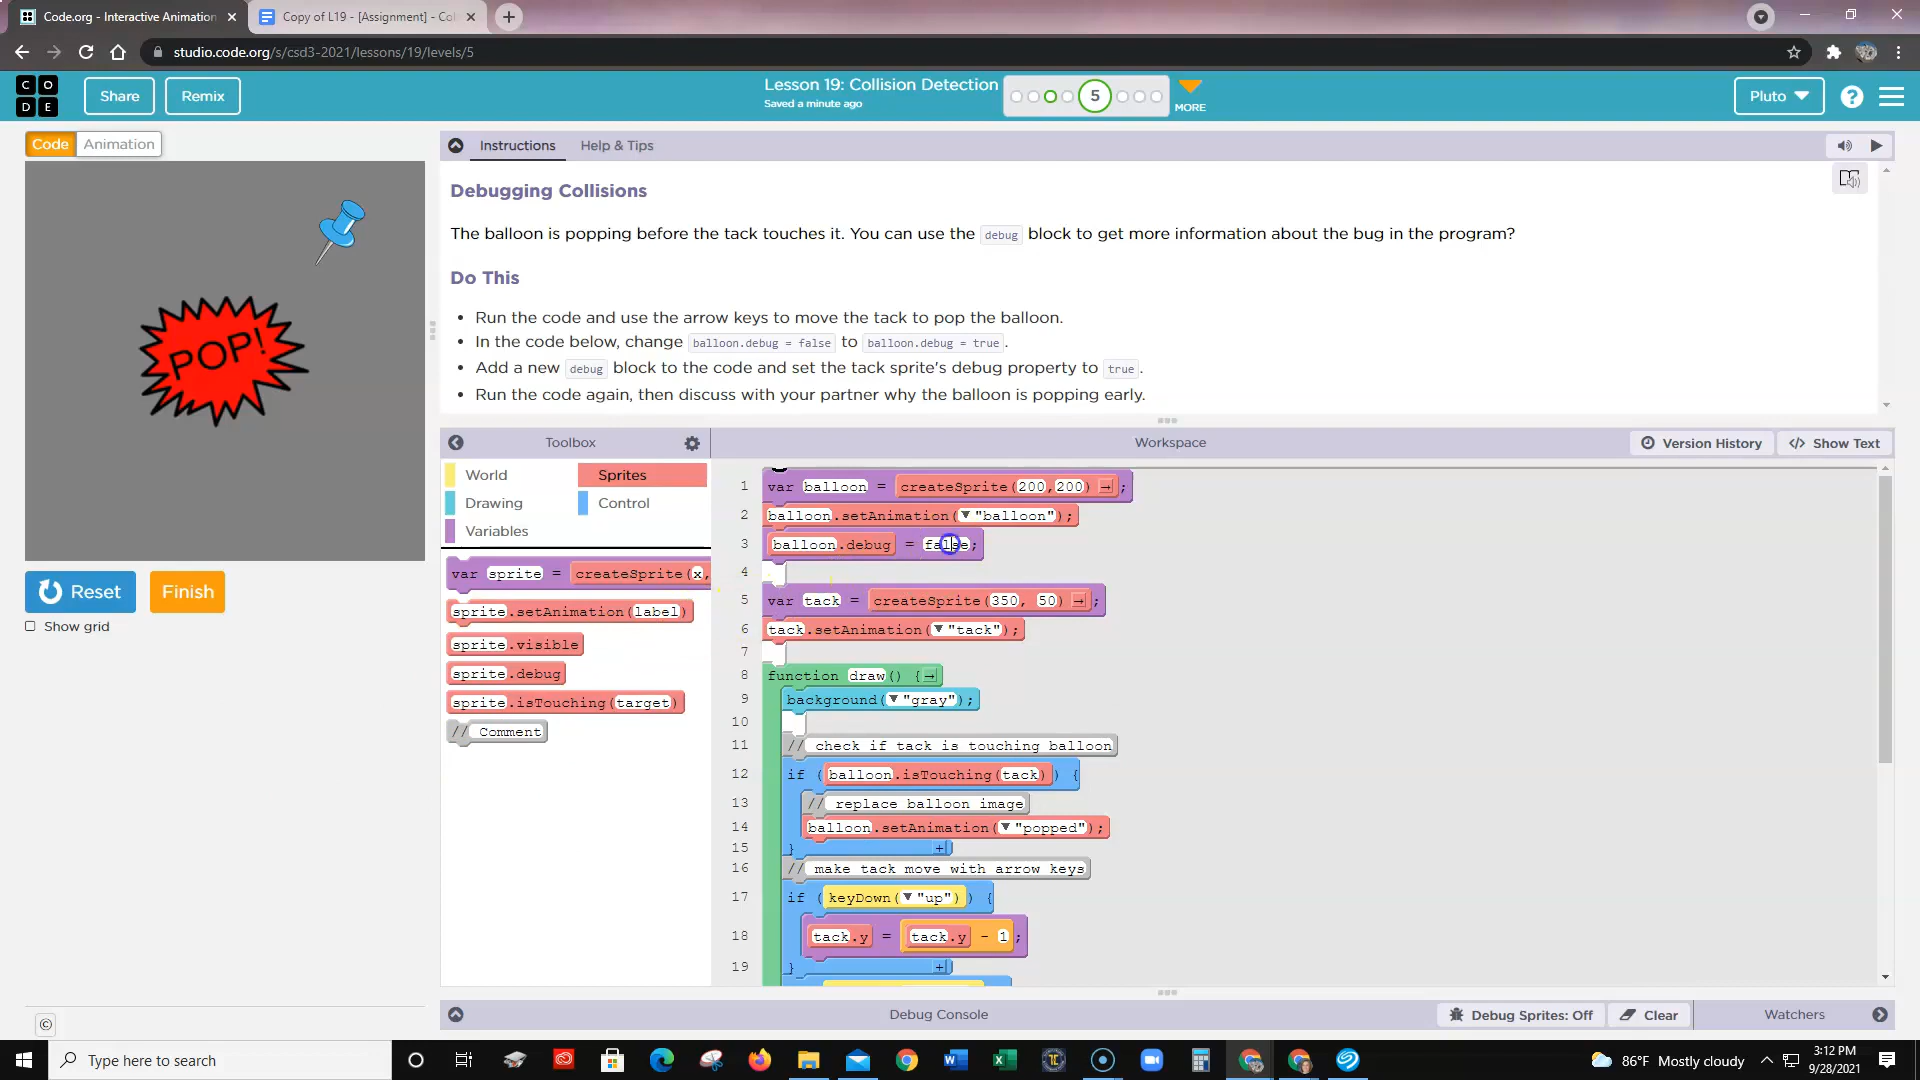 Code.org - Interactive Animation
Copy of L19 - [Assignment] - Col
studio.code.org/s/csd3-2021/lessons/19/levels/5
C O
D E
Share
Remix
Lesson 19: Collision Detection
Saved a minute ago
5
MORE
Pluto
Code
Animation
Instructions
Help & Tips
Debugging Collisions
The balloon is popping before the tack touches it. You can use the debug block to get more information about the bug in the program?
Do This
• Run the code and use the arrow keys to move the tack to pop the balloon.
• In the code below, change balloon.debug = false to balloon.debug = true.
• Add a new debug block to the code and set the tack sprite's debug property to true.
• Run the code again, then discuss with your partner why the balloon is popping early.
POP!
Reset
Finish
Show grid
Toolbox
Workspace
Version History
</> Show Text
World
Sprites
Drawing
Control
Variables
var sprite = createSprite(x,
sprite.setAnimation(label)
sprite.visible
sprite.debug
sprite.isTouching(target)
// Comment
1 var balloon = createSprite(200,200);
2 balloon.setAnimation("balloon");
3 balloon.debug = false;
4
5 var tack = createSprite(350, 50);
6 tack.setAnimation("tack");
7
8 function draw() {
9 background("gray");
10
11 // check if tack is touching balloon
12 if (balloon.isTouching(tack)) {
13 // replace balloon image
14 balloon.setAnimation("popped");
15 }
16 // make tack move with arrow keys
17 if (keyDown("up")) {
18 tack.y = tack.y - 1;
19 }
Debug Console
Debug Sprites: Off
Clear
Watchers
Type here to search
86°F Mostly cloudy
3:12 PM
9/28/2021